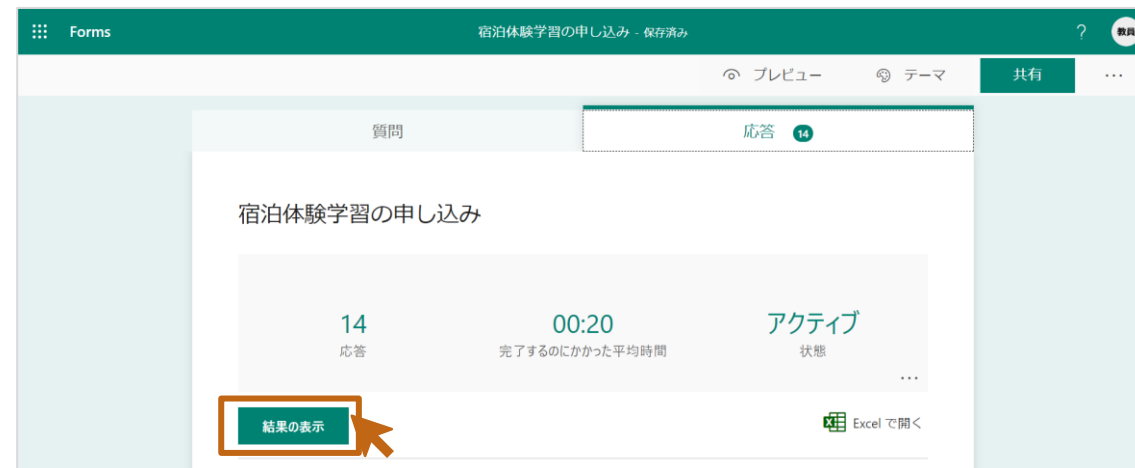 Forms
宿泊体験学習の申し込み - 保存済み
?
教員
プレビュー
テーマ
共有
...
質問
応答 14
宿泊体験学習の申し込み
14
応答
00:20
完了するのにかかった平均時間
アクティブ
状態
...
結果の表示
Excel で開く